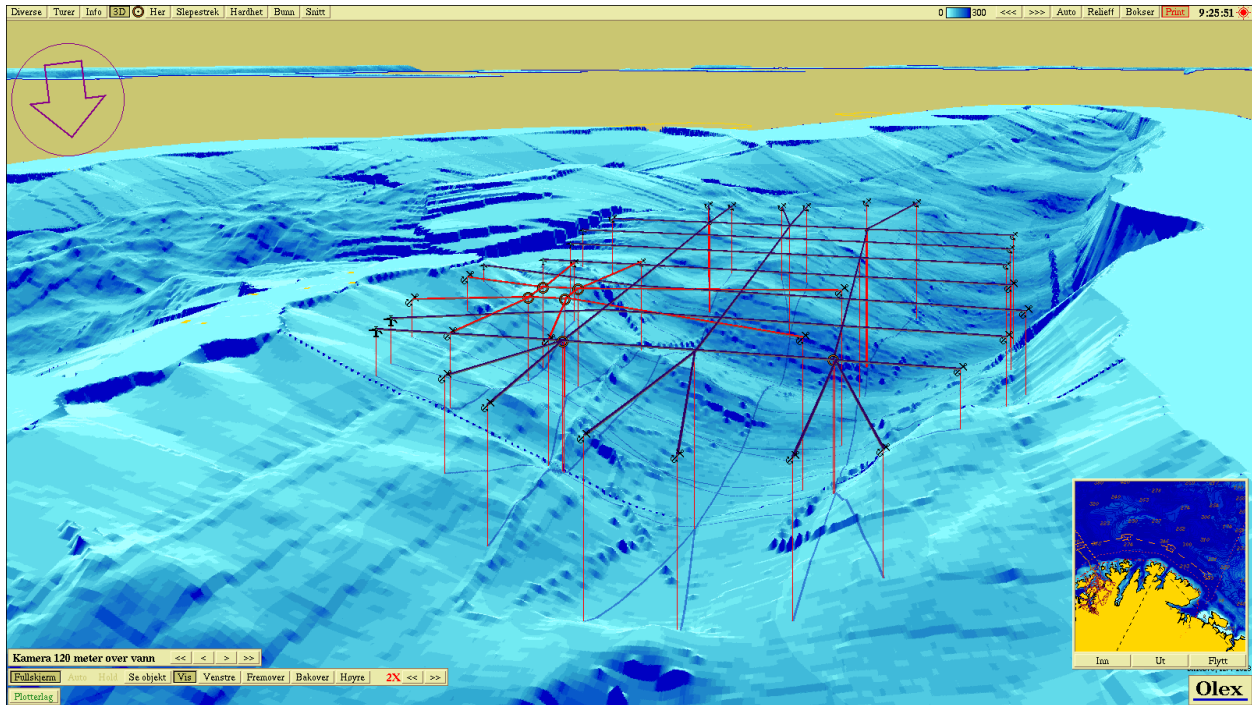 Diverse Turer Info 3D Her Slepestrek Hardhet Bunn Snitt
0 300 <<< >>> Auto Relieff Bokser Print 9:25:51
Kamera 120 meter over vann << < > >>
Fullskjerm Auto Hold Se objekt Vis Venstre Fremover Bakover Høyre 2X << >>
Plotterlag
Inn Ut Flytt
Olex